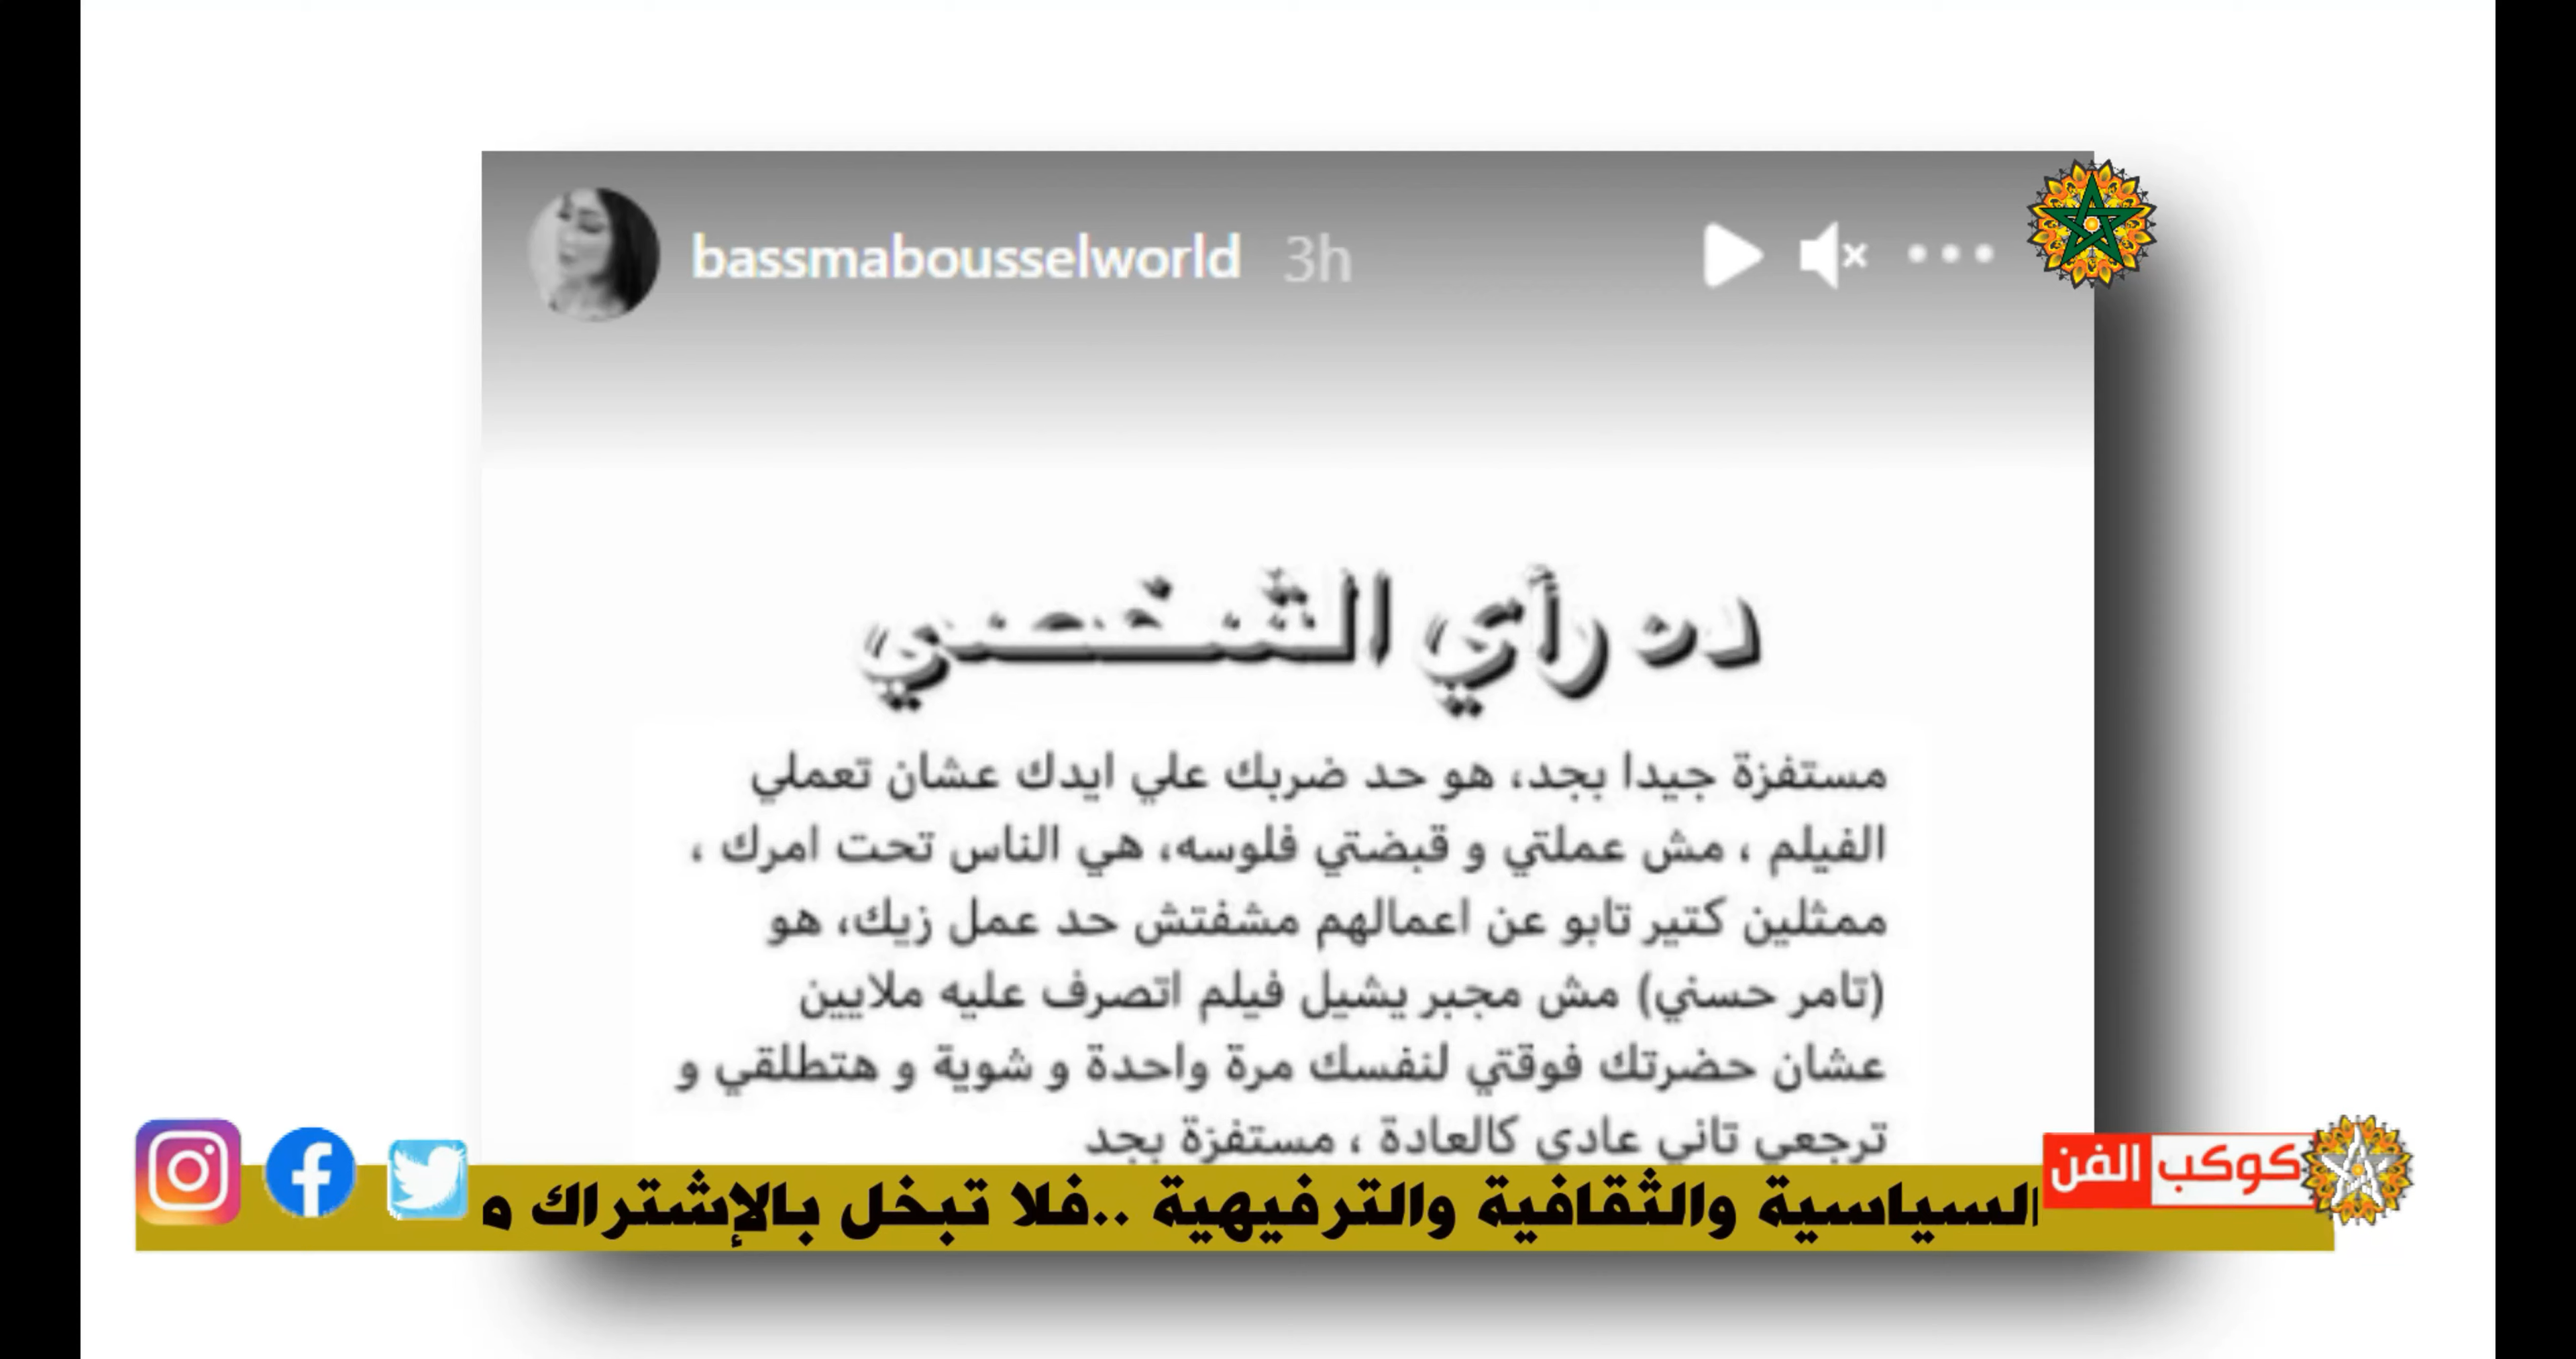 bassmabousselworld 3h
ده رأي الشخصي
مستفزة جيدا بجد، هو حد ضربك علي ايدك عشان تعملي
الفيلم ، مش عملتي و قبضتي فلوسه، هي الناس تحت امرك ،
ممثلين كتير تابو عن اعمالهم مشفتش حد عمل زيك، هو
(تامر حسني) مش مجبر يشيل فيلم اتصرف عليه ملايين
عشان حضرتك فوقتي لنفسك مرة واحدة و شوية و هتطلقي و
ترجعي تاني عادي كالعادة ، مستفزة بجد
كوكب الفن
السياسية والثقافية والترفيهية ..فلا تبخل بالإشتراك